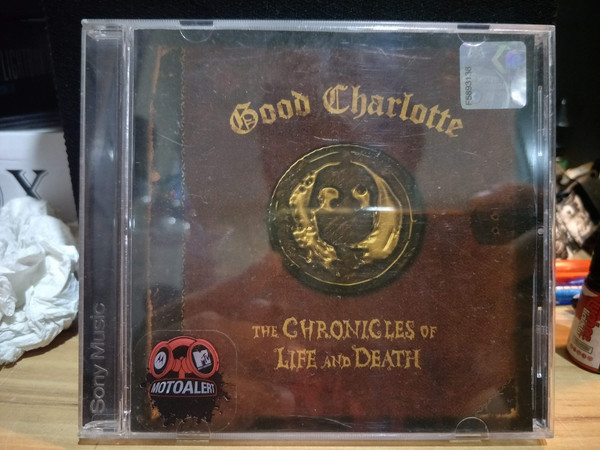 Good Charlotte
THE CHRONICLES OF
LIFE AND DEATH
Sony Music
MOTOALERT